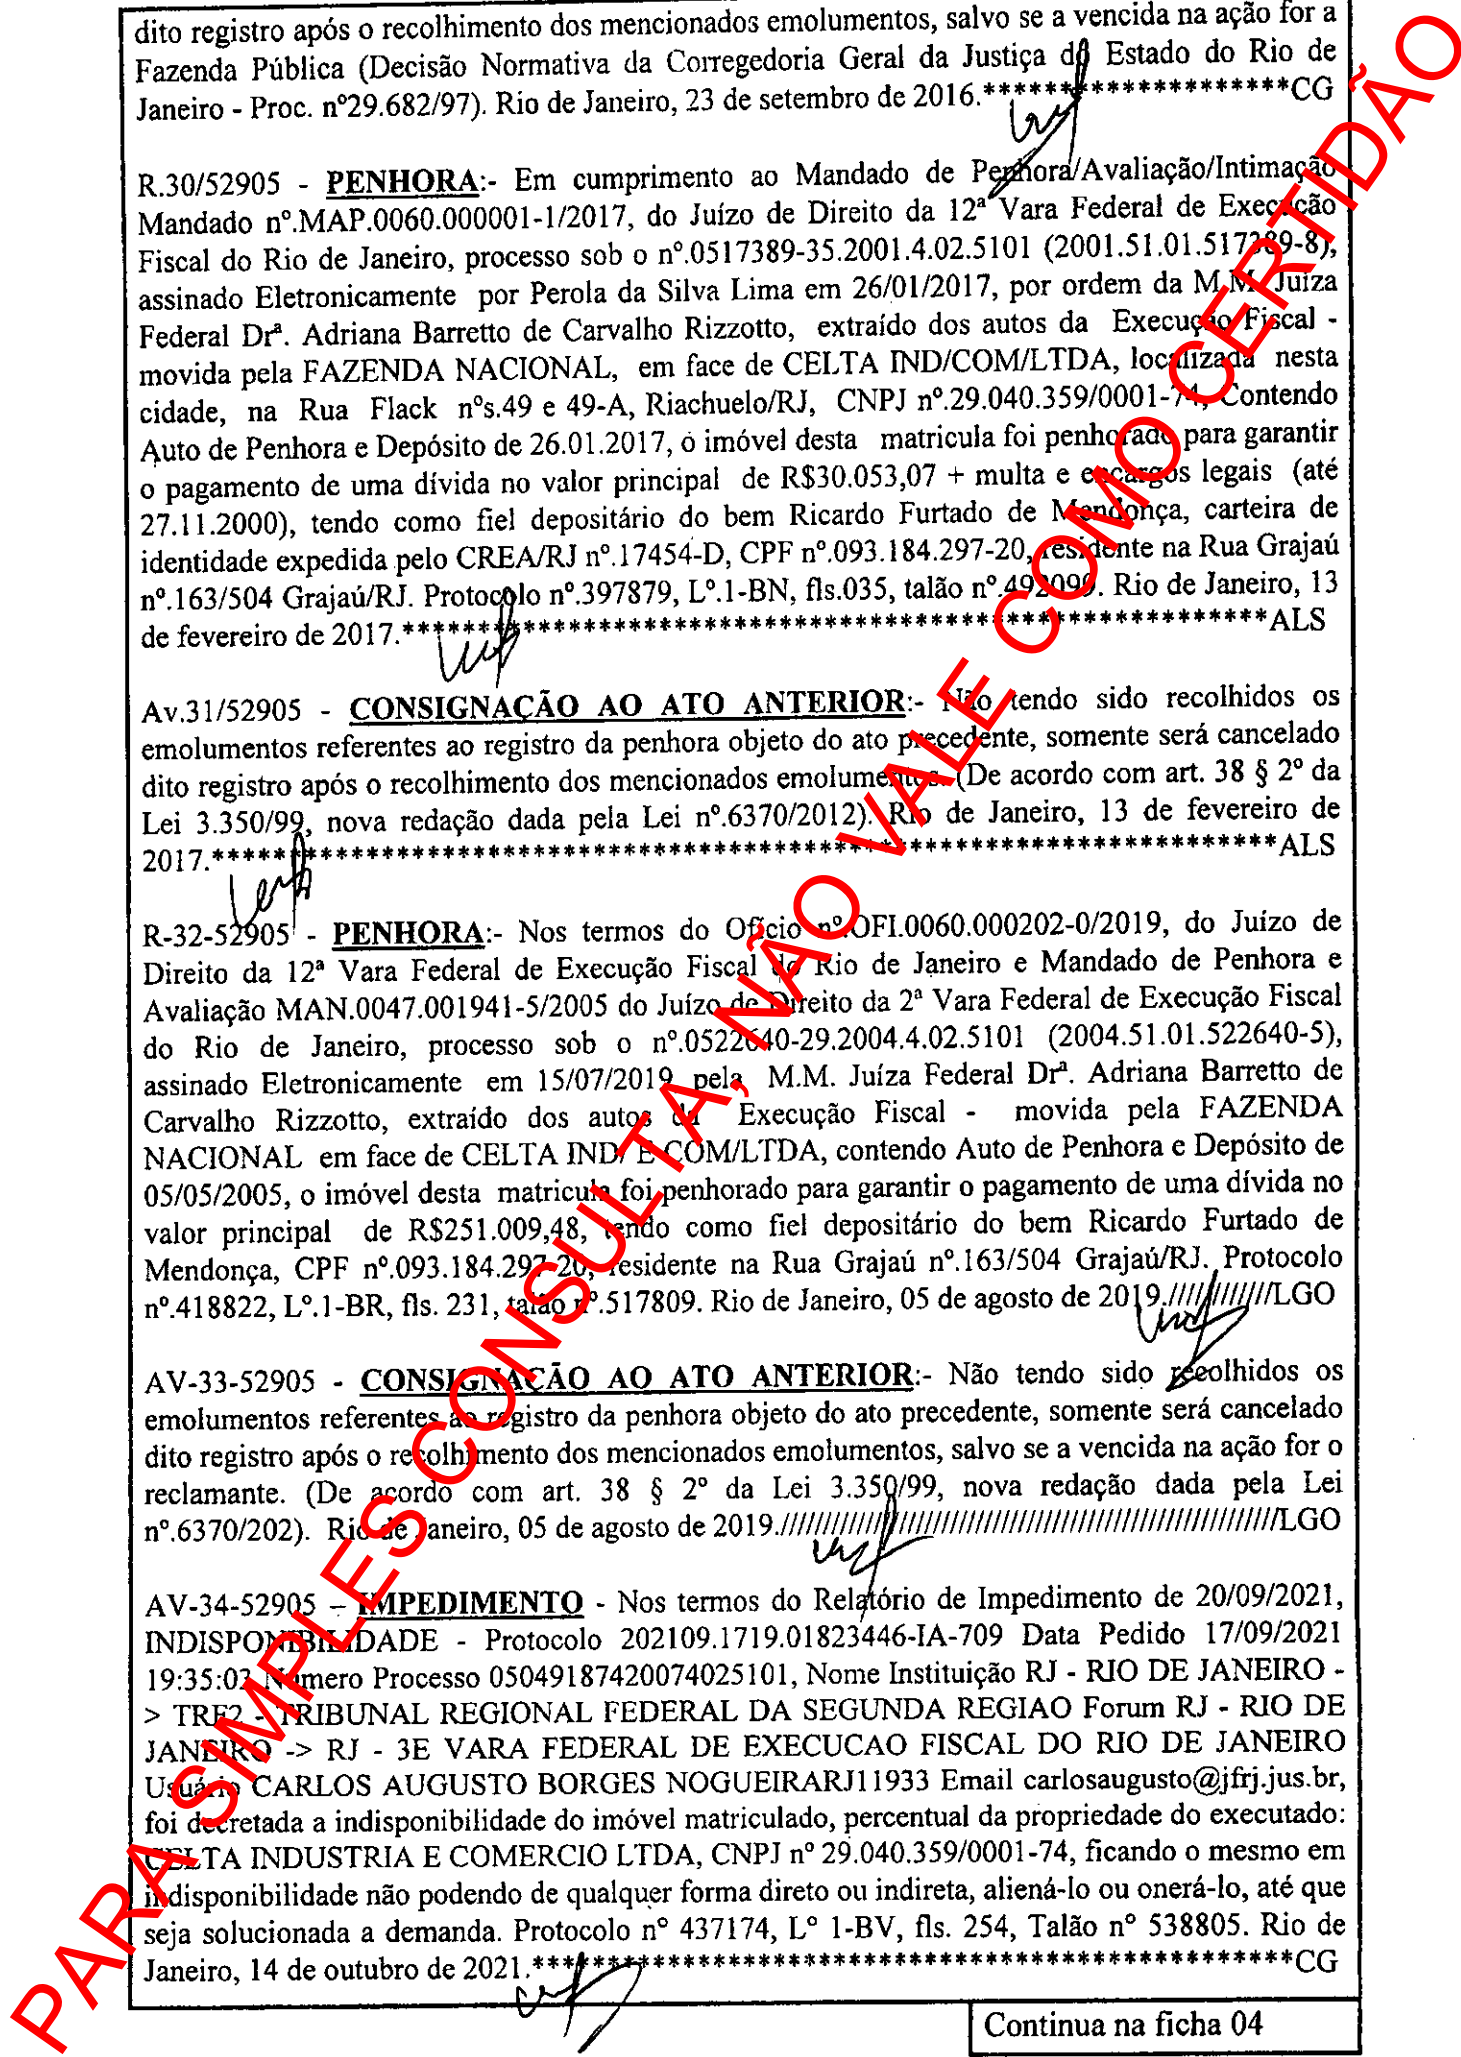 dito registro após o recolhimento dos mencionados emolumentos, salvo se a vencida na ação for a
Fazenda Pública (Decisão Normativa da Corregedoria Geral da Justiça do Estado do Rio de
Janeiro - Proc. nº29.682/97). Rio de Janeiro, 23 de setembro de 2016.********************CG
R.30/52905 - PENHORA:- Em cumprimento ao Mandado de Penhora/Avaliação/Intimação
Mandado nº.MAP.0060.000001-1/2017, do Juízo de Direito da 12ª Vara Federal de Execução
Fiscal do Rio de Janeiro, processo sob o nº.0517389-35.2001.4.02.5101 (2001.51.01.517389-8),
assinado Eletronicamente por Perola da Silva Lima em 26/01/2017, por ordem da M.M. Juíza
Federal Drª. Adriana Barretto de Carvalho Rizzotto, extraído dos autos da Execução Fiscal -
movida pela FAZENDA NACIONAL, em face de CELTA IND/COM/LTDA, localizada nesta
cidade, na Rua Flack nºs.49 e 49-A, Riachuelo/RJ, CNPJ nº.29.040.359/0001-74, Contendo
Auto de Penhora e Depósito de 26.01.2017, o imóvel desta matricula foi penhorado para garantir
o pagamento de uma dívida no valor principal de R$30.053,07 + multa e encargos legais (até
27.11.2000), tendo como fiel depositário do bem Ricardo Furtado de Mendonça, carteira de
identidade expedida pelo CREA/RJ nº.17454-D, CPF nº.093.184.297-20, residente na Rua Grajaú
nº.163/504 Grajaú/RJ. Protocolo nº.397879, Lº.1-BN, fls.035, talão nº.492090. Rio de Janeiro, 13
de fevereiro de 2017.*********************************************************ALS
Av.31/52905 - CONSIGNAÇÃO AO ATO ANTERIOR:- Não tendo sido recolhidos os
emolumentos referentes ao registro da penhora objeto do ato precedente, somente será cancelado
dito registro após o recolhimento dos mencionados emolumentos. (De acordo com art. 38 § 2º da
Lei 3.350/99, nova redação dada pela Lei nº.6370/2012). Rio de Janeiro, 13 de fevereiro de
2017.**********************************************************************ALS
R-32-52905 - PENHORA:- Nos termos do Ofício nº.OFI.0060.000202-0/2019, do Juízo de
Direito da 12ª Vara Federal de Execução Fiscal do Rio de Janeiro e Mandado de Penhora e
Avaliação MAN.0047.001941-5/2005 do Juízo de Direito da 2ª Vara Federal de Execução Fiscal
do Rio de Janeiro, processo sob o nº.0522640-29.2004.4.02.5101 (2004.51.01.522640-5),
assinado Eletronicamente em 15/07/2019 pela M.M. Juíza Federal Drª. Adriana Barretto de
Carvalho Rizzotto, extraído dos autos da Execução Fiscal - movida pela FAZENDA
NACIONAL em face de CELTA IND/ E COM/LTDA, contendo Auto de Penhora e Depósito de
05/05/2005, o imóvel desta matricula foi penhorado para garantir o pagamento de uma dívida no
valor principal de R$251.009,48, tendo como fiel depositário do bem Ricardo Furtado de
Mendonça, CPF nº.093.184.297-20, residente na Rua Grajaú nº.163/504 Grajaú/RJ. Protocolo
nº.418822, Lº.1-BR, fls. 231, talão nº.517809. Rio de Janeiro, 05 de agosto de 2019.////////////LGO
AV-33-52905 - CONSIGNAÇÃO AO ATO ANTERIOR:- Não tendo sido recolhidos os
emolumentos referentes ao registro da penhora objeto do ato precedente, somente será cancelado
dito registro após o recolhimento dos mencionados emolumentos, salvo se a vencida na ação for o
reclamante. (De acordo com art. 38 § 2º da Lei 3.350/99, nova redação dada pela Lei
nº.6370/202). Rio de Janeiro, 05 de agosto de 2019.//////////////////////////////////////////////////////////LGO
AV-34-52905 – IMPEDIMENTO - Nos termos do Relatório de Impedimento de 20/09/2021,
INDISPONIBILIDADE - Protocolo 202109.1719.01823446-IA-709 Data Pedido 17/09/2021
19:35:03 Numero Processo 05049187420074025101, Nome Instituição RJ - RIO DE JANEIRO -
> TRF2 - TRIBUNAL REGIONAL FEDERAL DA SEGUNDA REGIAO Forum RJ - RIO DE
JANEIRO -> RJ - 3E VARA FEDERAL DE EXECUCAO FISCAL DO RIO DE JANEIRO
Usuário CARLOS AUGUSTO BORGES NOGUEIRARJ11933 Email carlosaugusto@jfrj.jus.br,
foi decretada a indisponibilidade do imóvel matriculado, percentual da propriedade do executado:
CELTA INDUSTRIA E COMERCIO LTDA, CNPJ nº 29.040.359/0001-74, ficando o mesmo em
indisponibilidade não podendo de qualquer forma direto ou indireta, aliená-lo ou onerá-lo, até que
seja solucionada a demanda. Protocolo nº 437174, Lº 1-BV, fls. 254, Talão nº 538805. Rio de
Janeiro, 14 de outubro de 2021.**************************************************CG
Continua na ficha 04
PARA SIMPLES CONSULTA, NÃO VALE COMO CERTIDÃO